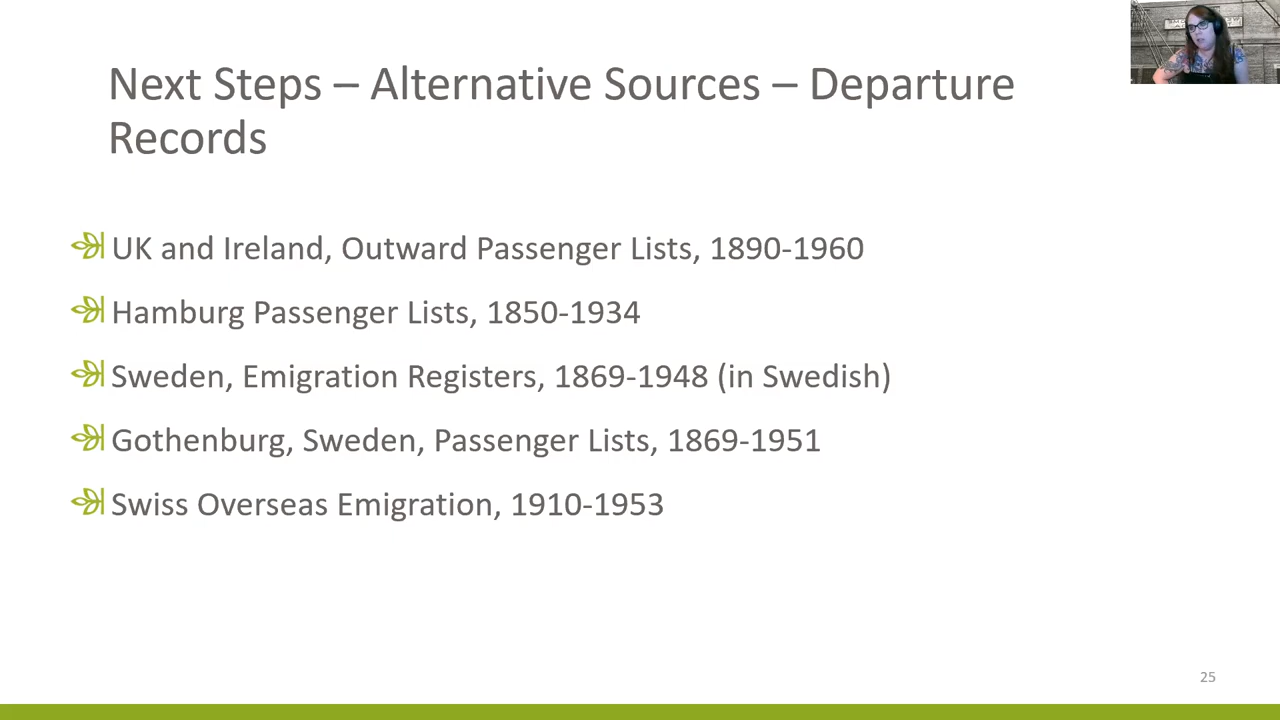 Next Steps – Alternative Sources – Departure
Records
UK and Ireland, Outward Passenger Lists, 1890-1960
Hamburg Passenger Lists, 1850-1934
Sweden, Emigration Registers, 1869-1948 (in Swedish)
Gothenburg, Sweden, Passenger Lists, 1869-1951
Swiss Overseas Emigration, 1910-1953
25